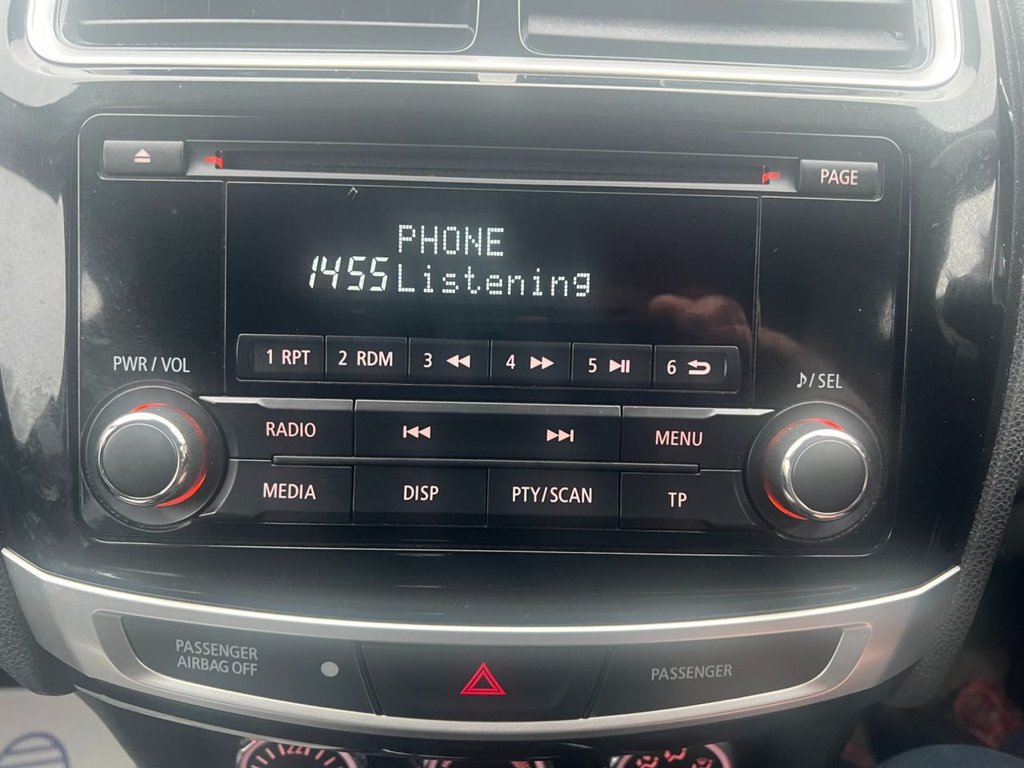 PAGE
PHONE
1455 Listening
1 RPT 2 RDM 3 4 5 6
PWR / VOL
♪/ SEL
RADIO MENU
MEDIA DISP PTY/SCAN TP
PASSENGER
AIRBAG OFF
PASSENGER